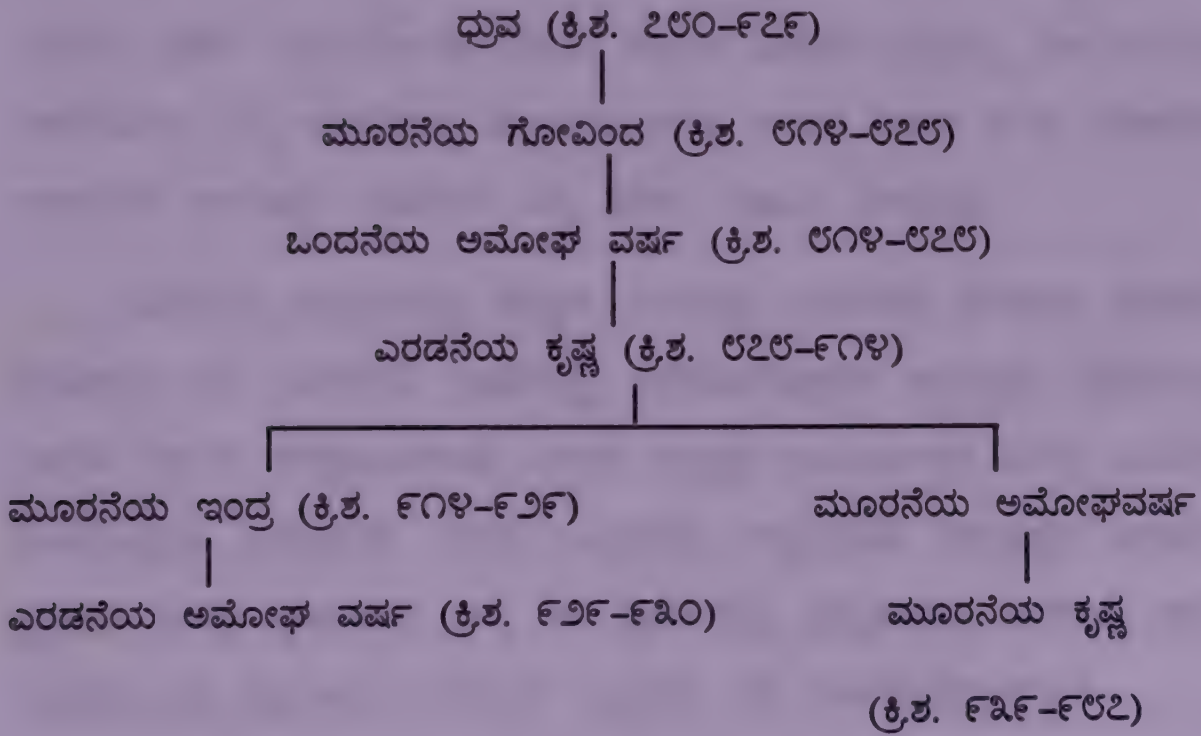 ಧ್ರುವ (ಕ್ರಿ.ಶ. ೭೮೦–೯೭೯)
ಮೂರನೆಯ ಗೋವಿಂದ (ಕ್ರಿ.ಶ. ೮೧೪–೮೭೮)
ಒಂದನೆಯ ಅಮೋಘ ವರ್ಷ (ಕ್ರಿ.ಶ. ೮೧೪–೮೭೮)
ಎರಡನೆಯ ಕೃಷ್ಣ (ಕ್ರಿ.ಶ. ೮೭೮–೯೧೪)
ಮೂರನೆಯ ಇಂದ್ರ (ಕ್ರಿ.ಶ. ೯೧೪–೯೨೯) ಮೂರನೆಯ ಅಮೋಘವರ್ಷ
ಎರಡನೆಯ ಅಮೋಘ ವರ್ಷ (ಕ್ರಿ.ಶ. ೯೨೯–೯೩೦) ಮೂರನೆಯ ಕೃಷ್ಣ
(ಕ್ರಿ.ಶ. ೯೩೯–೯೮೭)